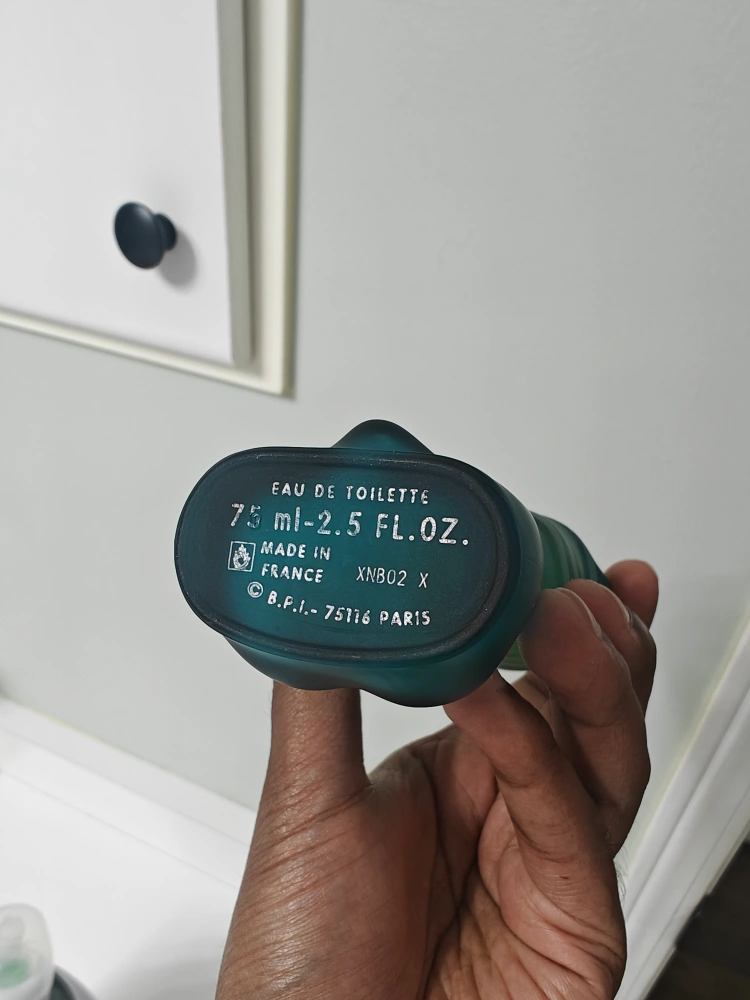 EAU DE TOILETTE
75 ml-2.5 FL.OZ.
MADE IN
FRANCE XNB02 X
© B.P.I.- 75116 PARIS